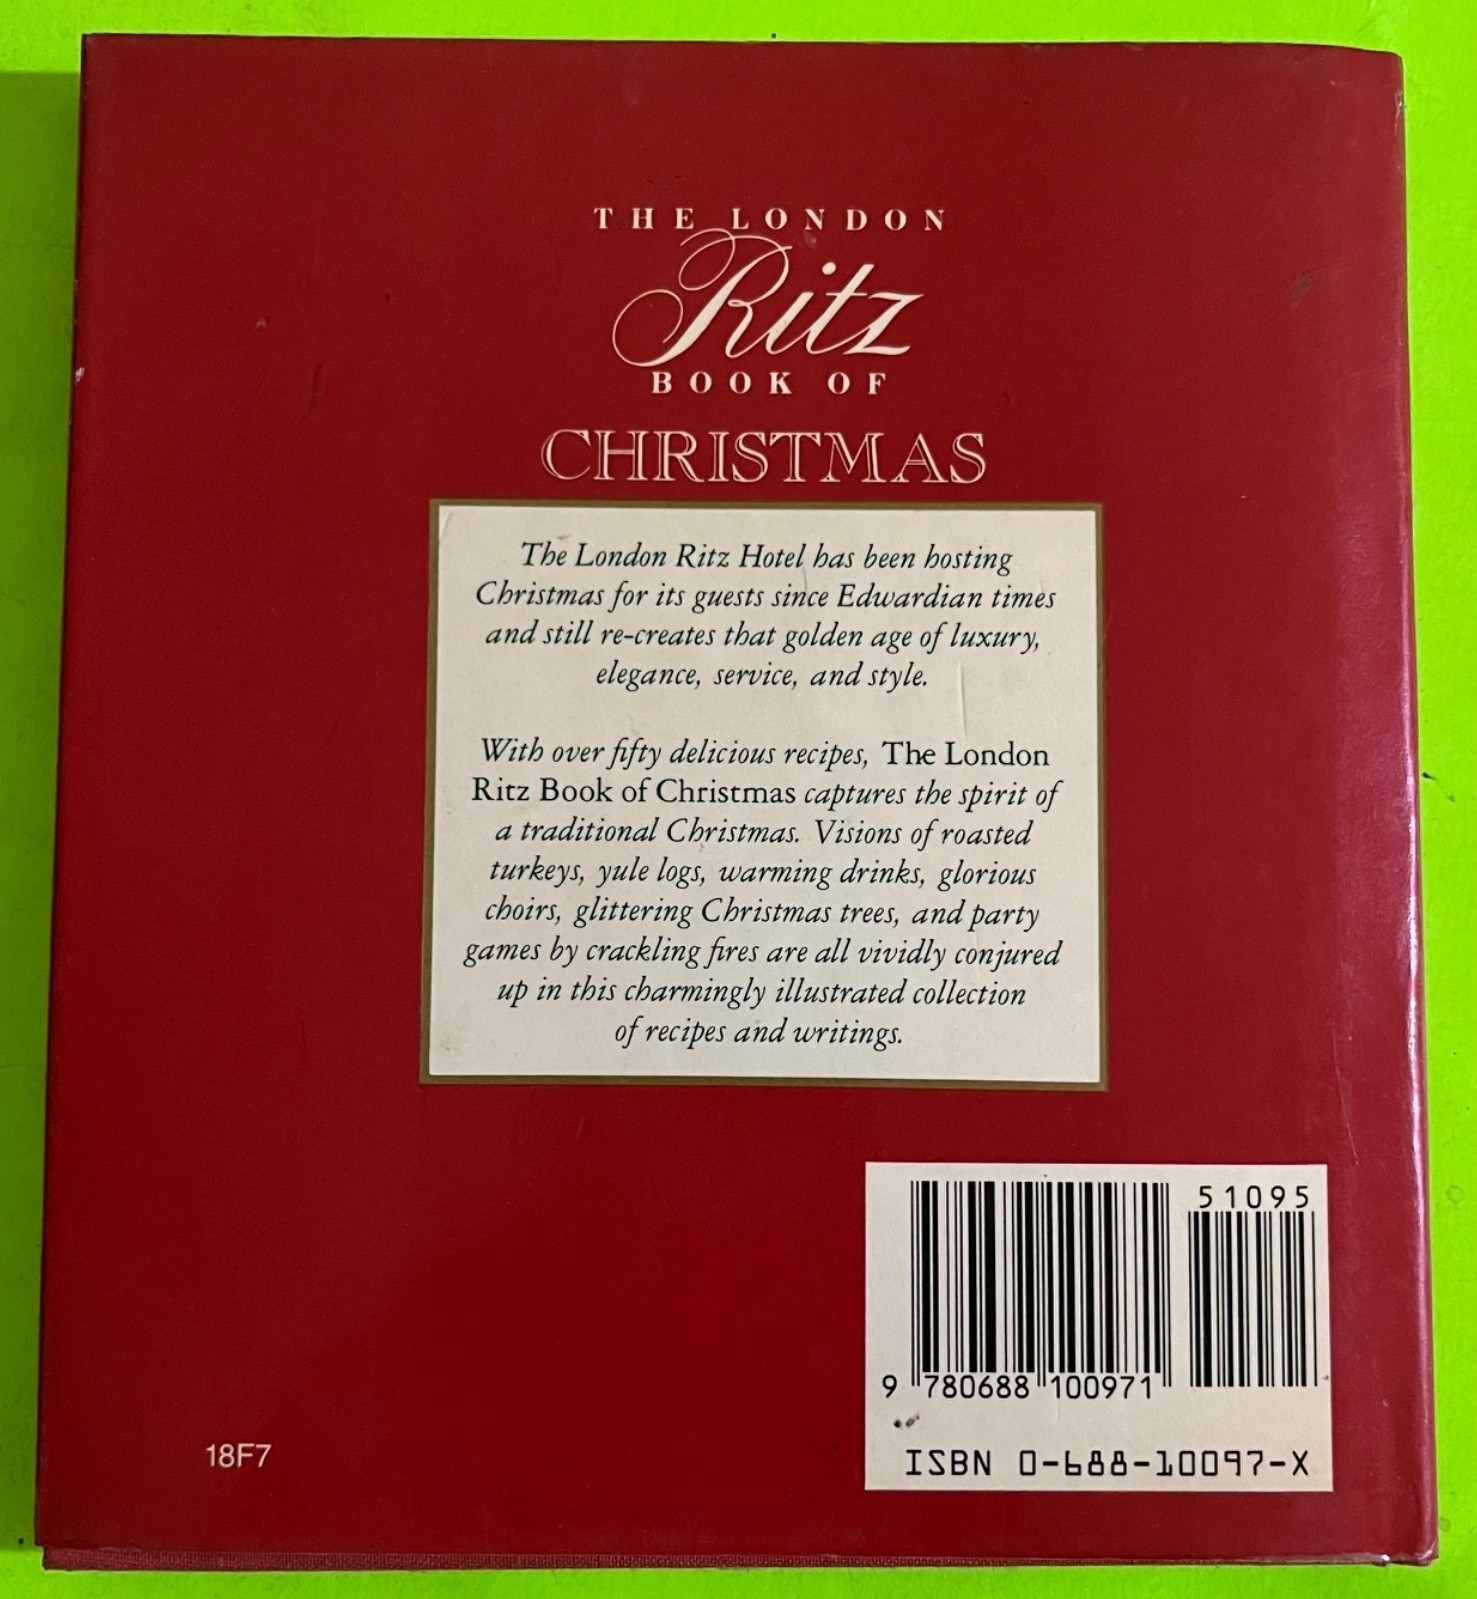 THE LONDON
Ritz
BOOK OF
CHRISTMAS
The London Ritz Hotel has been hosting
Christmas for its guests since Edwardian times
and still re-creates that golden age of luxury,
elegance, service, and style.
With over fifty delicious recipes, The London
Ritz Book of Christmas captures the spirit of
a traditional Christmas. Visions of roasted
turkeys, yule logs, warming drinks, glorious
choirs, glittering Christmas trees, and party
games by crackling fires are all vividly conjured
up in this charmingly illustrated collection
of recipes and writings.
51095
9 780688 100971
ISBN 0-688-10097-X
18F7